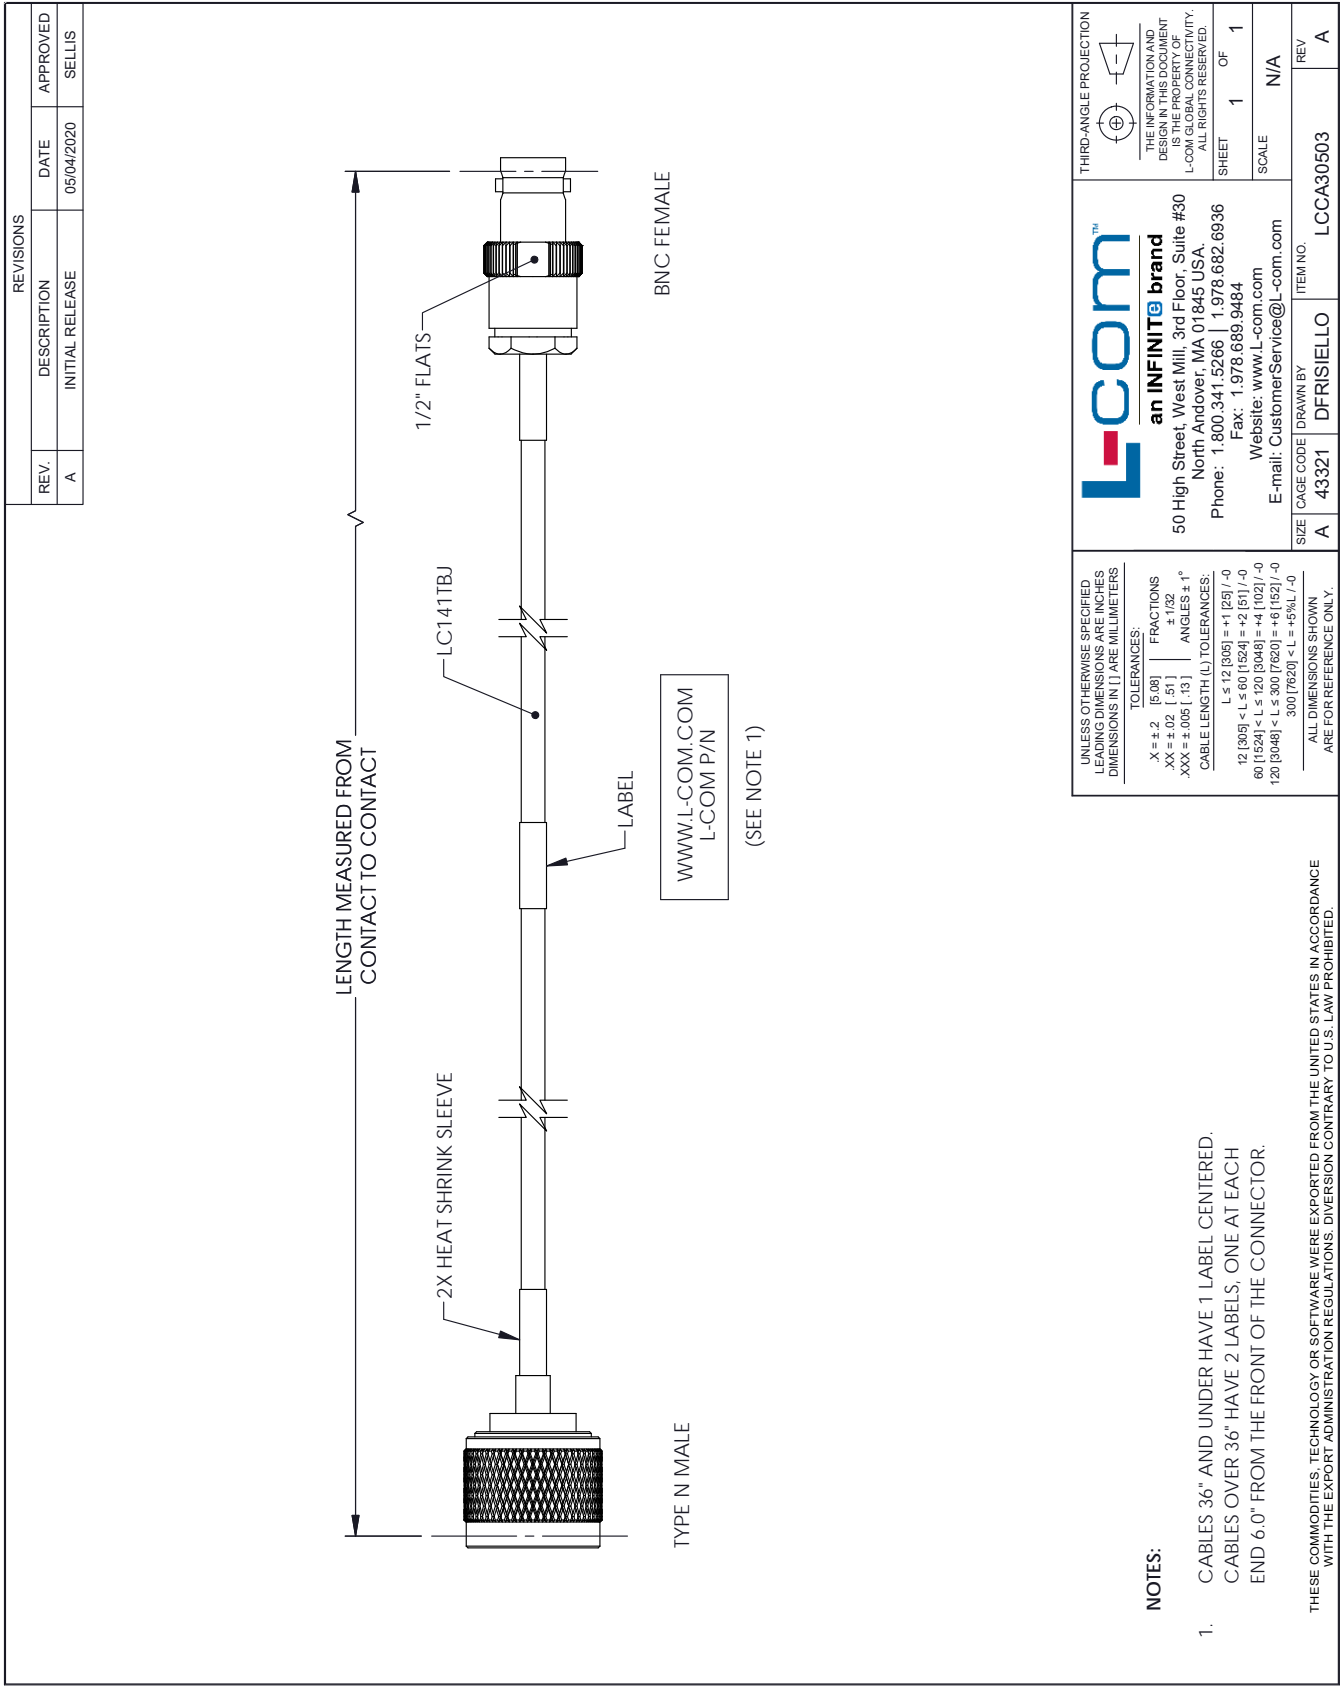 REVISIONS
REV. DESCRIPTION DATE APPROVED
A INITIAL RELEASE 05/04/2020 SELLIS
LENGTH MEASURED FROM
CONTACT TO CONTACT
2X HEAT SHRINK SLEEVE
LC141TBJ
1/2" FLATS
LABEL
TYPE N MALE
BNC FEMALE
WWW.L-COM.COM
L-COM P/N
(SEE NOTE 1)
NOTES:
1. CABLES 36" AND UNDER HAVE 1 LABEL CENTERED.
CABLES OVER 36" HAVE 2 LABELS, ONE AT EACH
END 6.0" FROM THE FRONT OF THE CONNECTOR.
THESE COMMODITIES, TECHNOLOGY OR SOFTWARE WERE EXPORTED FROM THE UNITED STATES IN ACCORDANCE
WITH THE EXPORT ADMINISTRATION REGULATIONS. DIVERSION CONTRARY TO U.S. LAW PROHIBITED.
UNLESS OTHERWISE SPECIFIED
LEADING DIMENSIONS ARE INCHES
DIMENSIONS IN [ ] ARE MILLIMETERS
TOLERANCES:
.X = ± .2 [5.08] FRACTIONS
.XX = ± .02 [ .51 ] ± 1/32
.XXX = ± .005 [ .13 ] ANGLES ± 1°
CABLE LENGTH (L) TOLERANCES:
L ≤ 12 [305] = +1 [25] / -0
12 [305] < L ≤ 60 [1524] = +2 [51] / -0
60 [1524] < L ≤ 120 [3048] = +4 [102] / -0
120 [3048] < L ≤ 300 [7620] = +6 [152] / -0
300 [7620] < L = +5%L / -0
ALL DIMENSIONS SHOWN
ARE FOR REFERENCE ONLY.
L-com™
an INFINITe brand
50 High Street, West Mill, 3rd Floor, Suite #30
North Andover, MA 01845 USA.
Phone: 1.800.341.5266 | 1.978.682.6936
Fax: 1.978.689.9484
Website: www.L-com.com
E-mail: CustomerService@L-com.com
THIRD-ANGLE PROJECTION
THE INFORMATION AND
DESIGN IN THIS DOCUMENT
IS THE PROPERTY OF
L-COM GLOBAL CONNECTIVITY.
ALL RIGHTS RESERVED.
SHEET 1 OF 1
SCALE N/A
SIZE CAGE CODE DRAWN BY ITEM NO. REV
A 43321 DFRISIELLO LCCA30503 A